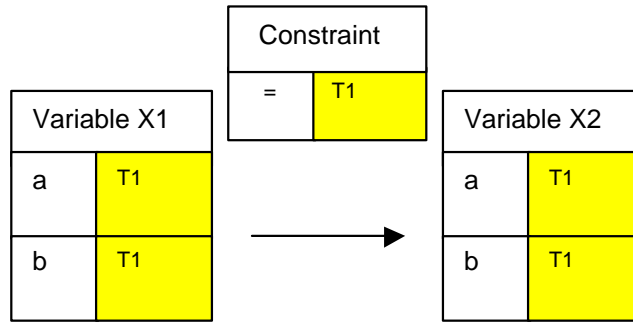 Constraint
= T1
Variable X1
a T1
b T1
Variable X2
a T1
b T1